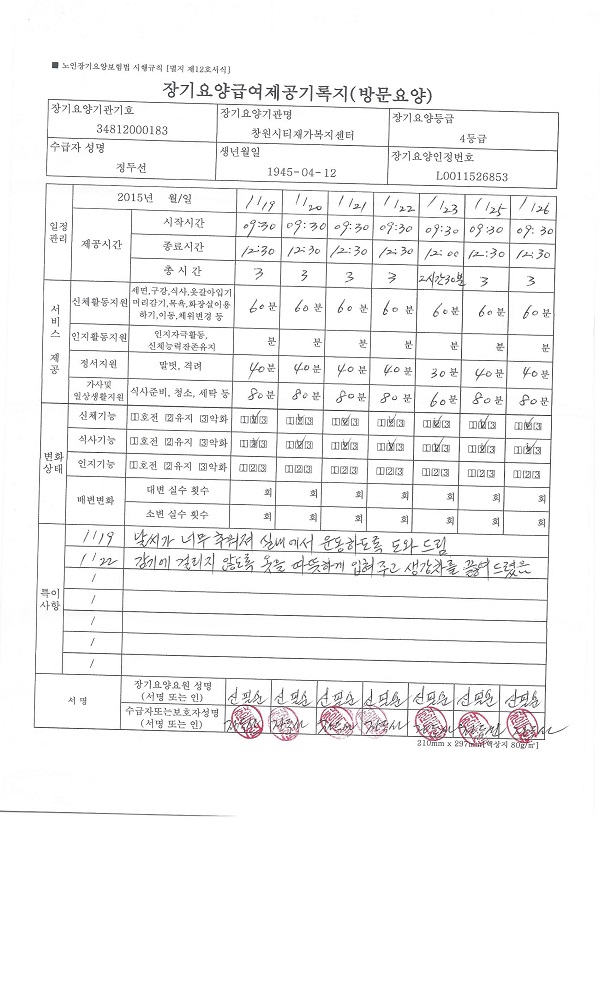 ■ 노인장기요양보험법 시행규칙 [별지 제12호서식]
장기요양급여제공기록지(방문요양)
장기요양기관기호 장기요양기관명 장기요양등급
34812000183 창원시티재가복지센터 4등급
수급자 성명 생년월일 장기요양인정번호
정두선 1945-04-12 L0011526853
일정관리
2015년 월/일 11/19 11/20 11/21 11/22 11/23 11/25 11/26
제공시간
시작시간 09:30 09:30 09:30 09:30 09:30 09:30 09:30
종료시간 12:30 12:30 12:30 12:30 12:00 12:30 12:30
총 시 간 3 3 3 3 2시간30분 3 3
서비스 제공
신체활동지원
세면,구강,식사,옷갈아입기
머리감기,목욕,화장실이용
하기,이동,체위변경 등
60분 60분 60분 60분 60분 60분 60분
인지활동지원
인지자극활동,
신체능력잔존유지
분 분 분 분 분 분 분
정서지원 말벗, 격려 40분 40분 40분 40분 30분 40분 40분
가사및
일상생활지원
식사준비, 청소, 세탁 등 80분 80분 80분 80분 60분 80분 80분
변화상태
신체기능 1호전 2유지 3악화 123 123 123 123 123 123 123
식사기능 1호전 2유지 3악화 123 123 123 123 123 123 123
인지기능 1호전 2유지 3악화 123 123 123 123 123 123 123
배변변화
대변 실수 횟수 회 회 회 회 회 회 회
소변 실수 횟수 회 회 회 회 회 회 회
특이사항
11/19 날씨가 너무 추워져 실내에서 운동하도록 도와 드림
11/22 감기에 걸리지 않도록 옷을 따뜻하게 입혀 주고 생강차를 끓여 드렸음
/
/
/
/
서 명
장기요양요원 성명
(서명 또는 인)
신필순 신필순 신필순 신필순 신필순 신필순 신필순
수급자또는보호자성명
(서명 또는 인)
210mm x 297mm[백상지 80g/㎡]